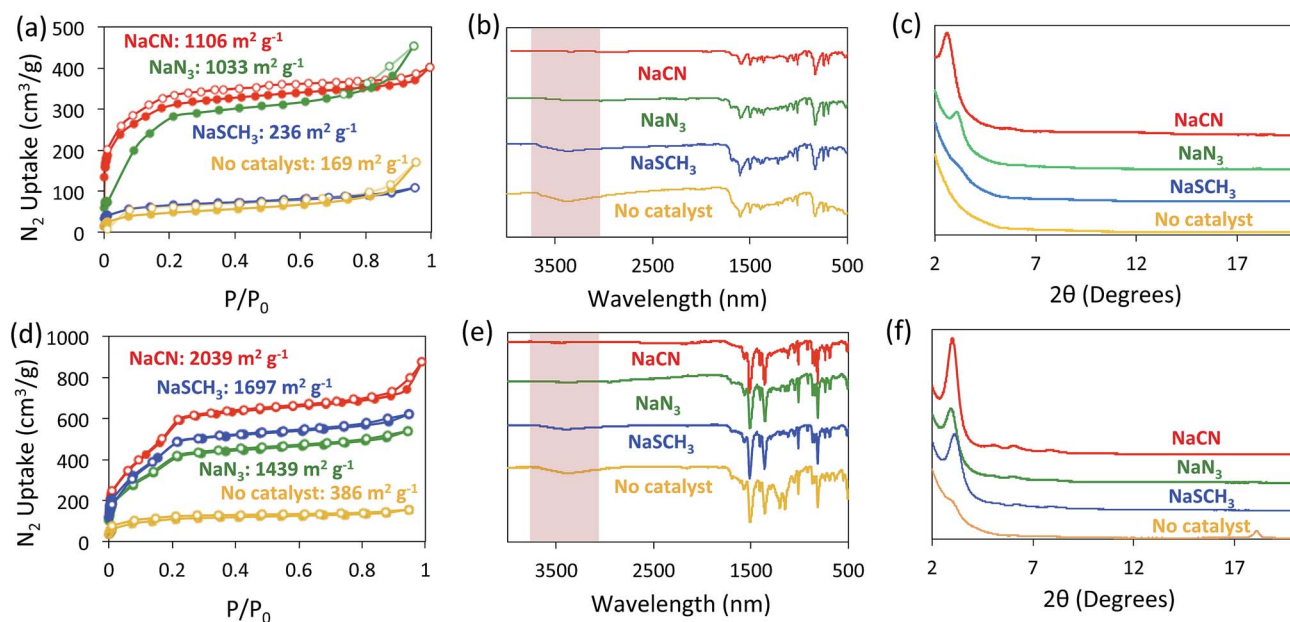 (a)
500
400
300
200
100
0
N₂ Uptake (cm³/g)
NaCN: 1106 m² g⁻¹
NaN₃: 1033 m² g⁻¹
NaSCH₃: 236 m² g⁻¹
No catalyst: 169 m² g⁻¹
0 0.2 0.4 0.6 0.8 1
P/P₀
(b)
NaCN
NaN₃
NaSCH₃
No catalyst
3500 2500 1500 500
Wavelength (nm)
(c)
NaCN
NaN₃
NaSCH₃
No catalyst
2 7 12 17
2θ (Degrees)
(d)
1000
800
600
400
200
0
N₂ Uptake (cm³/g)
NaCN: 2039 m² g⁻¹
NaSCH₃: 1697 m² g⁻¹
NaN₃: 1439 m² g⁻¹
No catalyst: 386 m² g⁻¹
0 0.2 0.4 0.6 0.8 1
P/P₀
(e)
NaCN
NaN₃
NaSCH₃
No catalyst
3500 2500 1500 500
Wavelength (nm)
(f)
NaCN
NaN₃
NaSCH₃
No catalyst
2 7 12 17
2θ (Degrees)